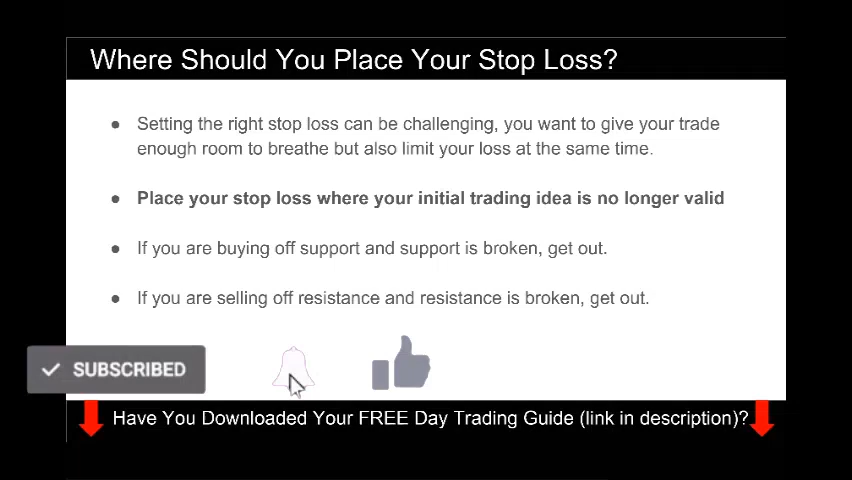 Where Should You Place Your Stop Loss?
● Setting the right stop loss can be challenging, you want to give your trade
enough room to breathe but also limit your loss at the same time.
● Place your stop loss where your initial trading idea is no longer valid
● If you are buying off support and support is broken, get out.
● If you are selling off resistance and resistance is broken, get out.
SUBSCRIBED
Have You Downloaded Your FREE Day Trading Guide (link in description)?